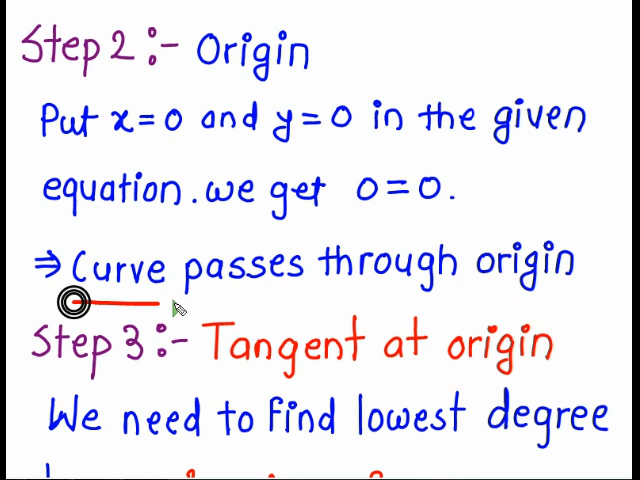 Step 2 :- Origin
Put x = 0 and y = 0 in the given
equation. we get 0 = 0.
⇒ Curve passes through origin
Step 3 :- Tangent at origin
We need to find lowest degree